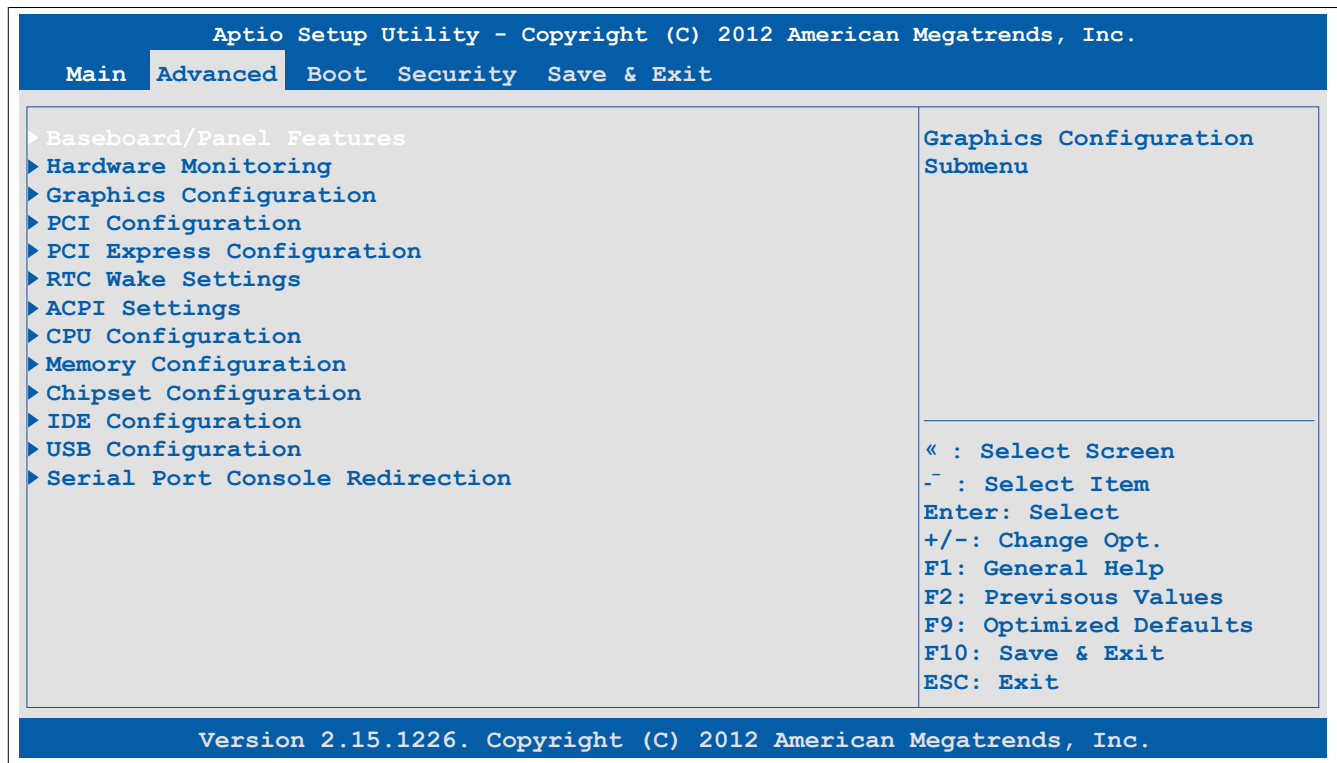 Aptio Setup Utility - Copyright (C) 2012 American Megatrends, Inc.
Main Advanced Boot Security Save & Exit
Baseboard/Panel Features
Hardware Monitoring
Graphics Configuration
PCI Configuration
PCI Express Configuration
RTC Wake Settings
ACPI Settings
CPU Configuration
Memory Configuration
Chipset Configuration
IDE Configuration
USB Configuration
Serial Port Console Redirection
Graphics Configuration
Submenu
« : Select Screen
-¯ : Select Item
Enter: Select
+/-: Change Opt.
F1: General Help
F2: Previsous Values
F9: Optimized Defaults
F10: Save & Exit
ESC: Exit
Version 2.15.1226. Copyright (C) 2012 American Megatrends, Inc.